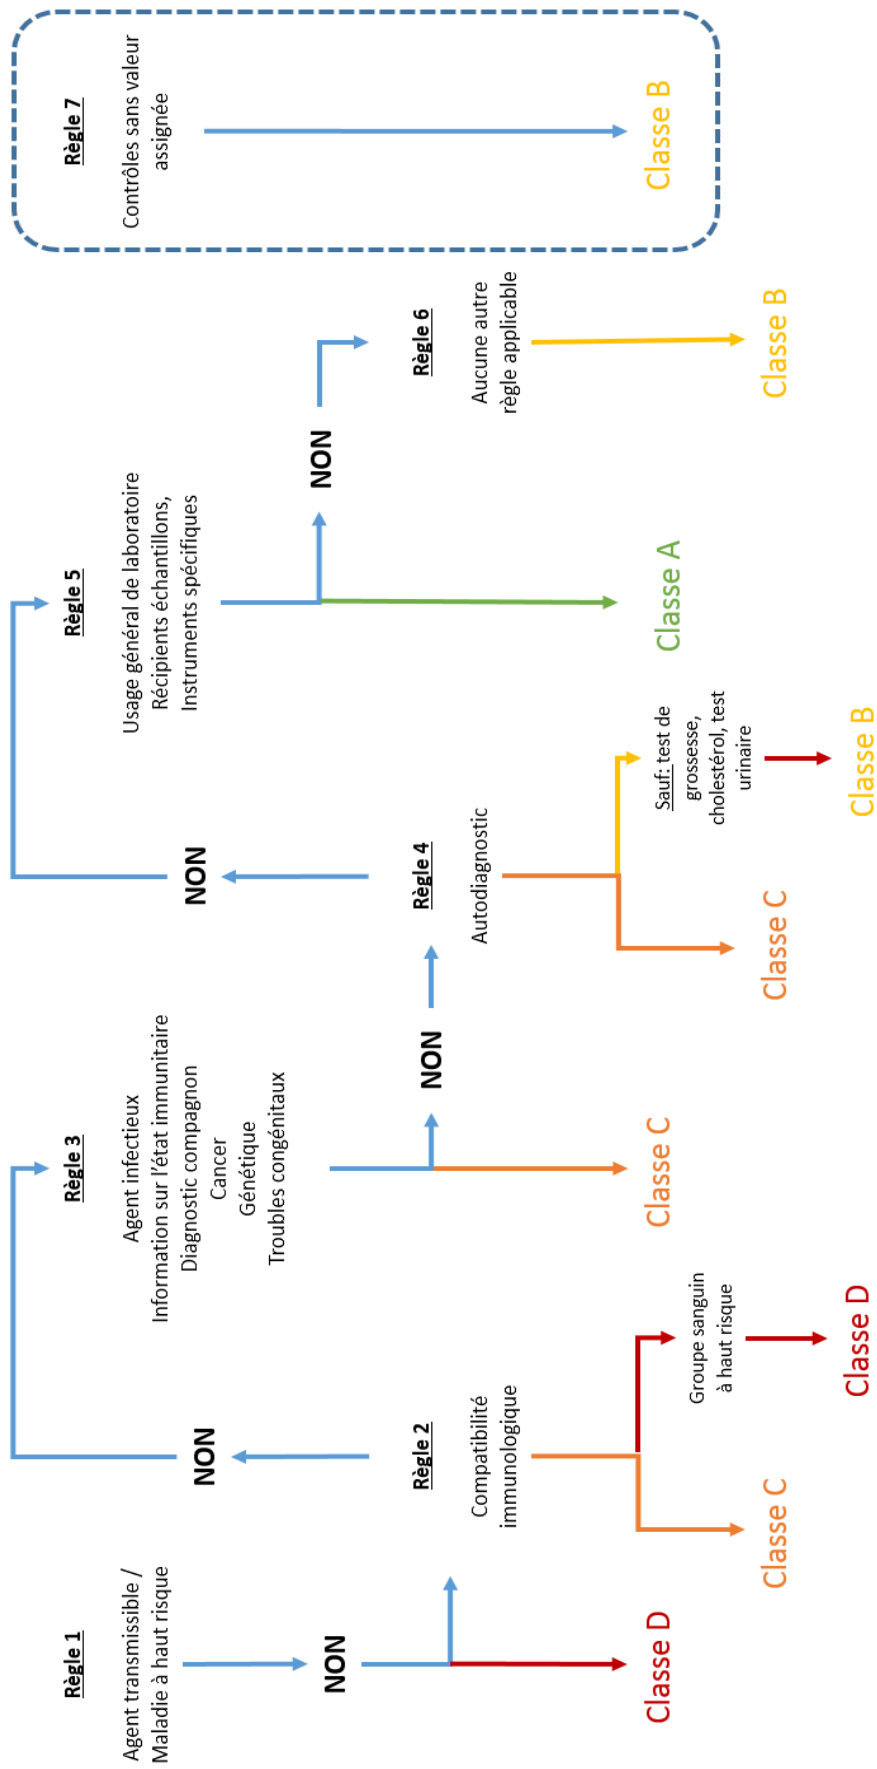 Règle 1
Agent transmissible /
Maladie à haut risque
NON
Classe D
NON
Règle 2
Compatibilité
immunologique
Classe C
Groupe sanguin
à haut risque
Classe D
Règle 3
Agent infectieux
Information sur l'état immunitaire
Diagnostic compagnon
Cancer
Génétique
Troubles congénitaux
NON
Classe C
NON
Règle 4
Autodiagnostic
Classe C
Sauf: test de
grossesse,
cholestérol, test
urinaire
Classe B
Règle 5
Usage général de laboratoire
Récipients échantillons,
Instruments spécifiques
NON
Classe A
Règle 6
Aucune autre
règle applicable
Classe B
Règle 7
Contrôles sans valeur
assignée
Classe B